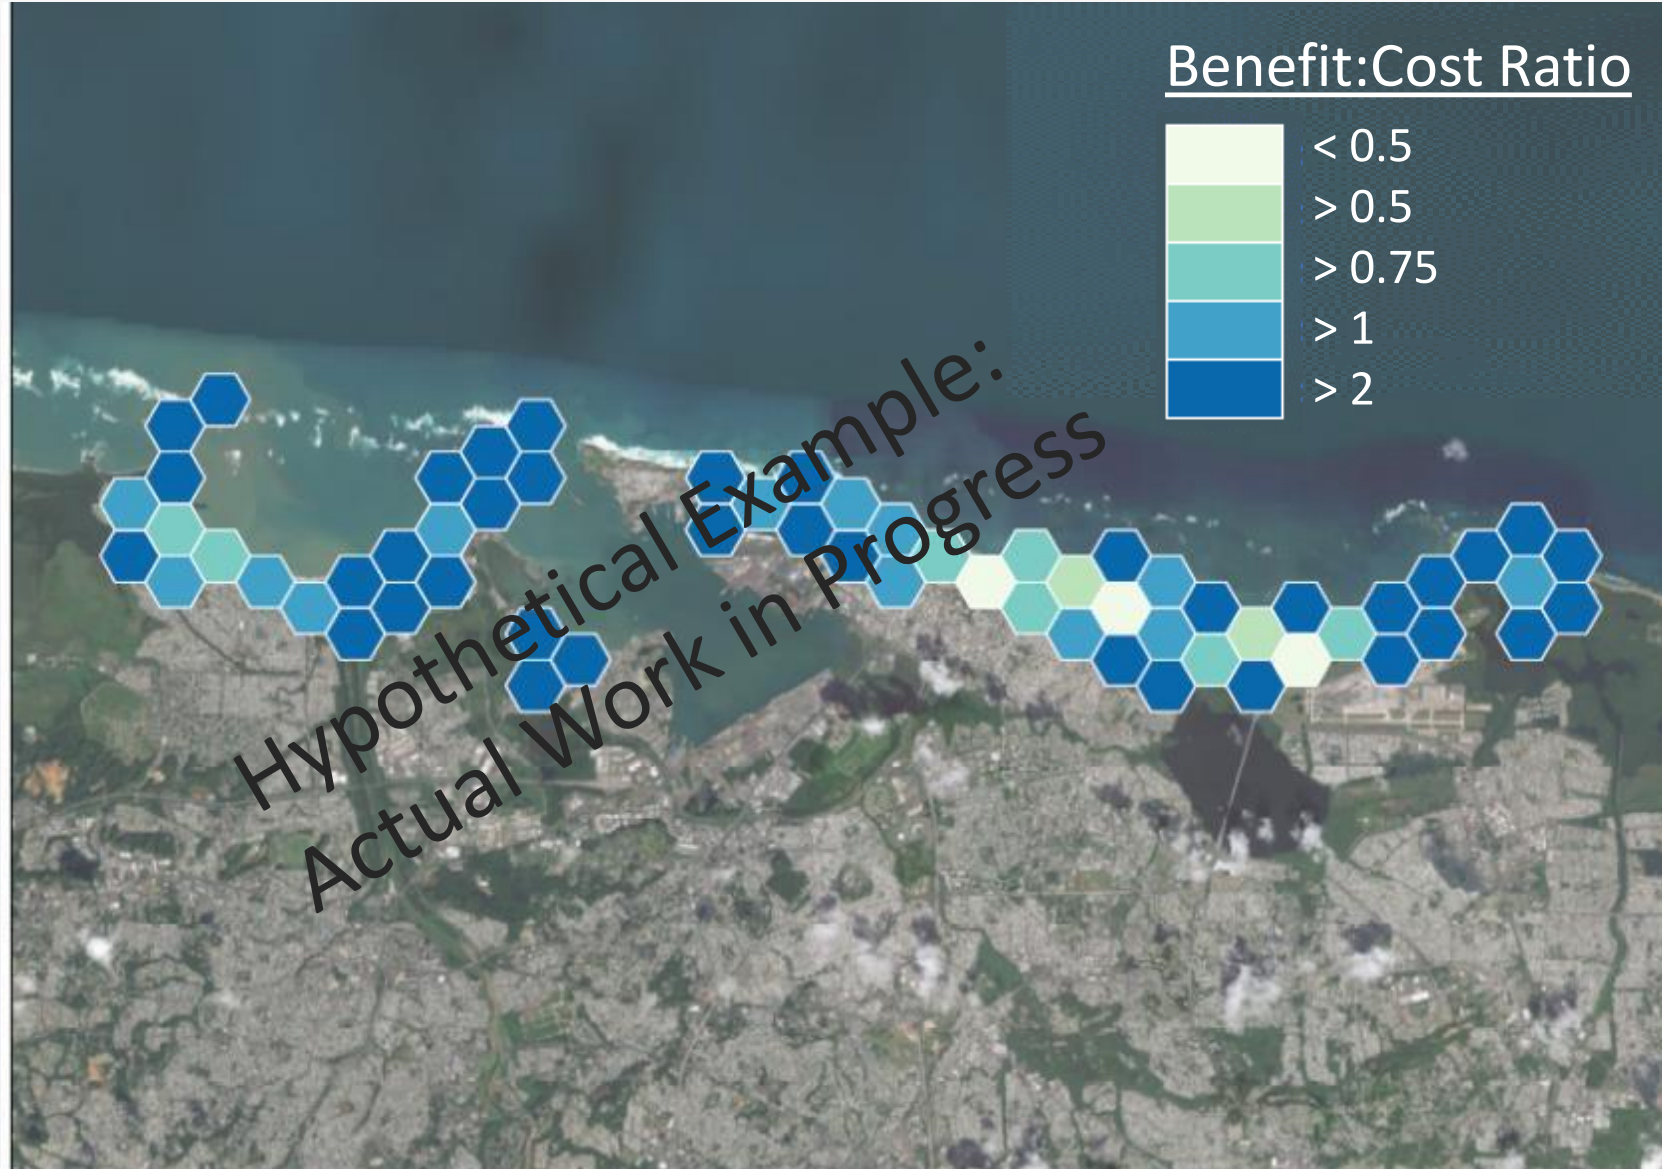 Benefit:Cost Ratio
< 0.5
> 0.5
> 0.75
> 1
> 2
Hypothetical Example:
Actual Work in Progress